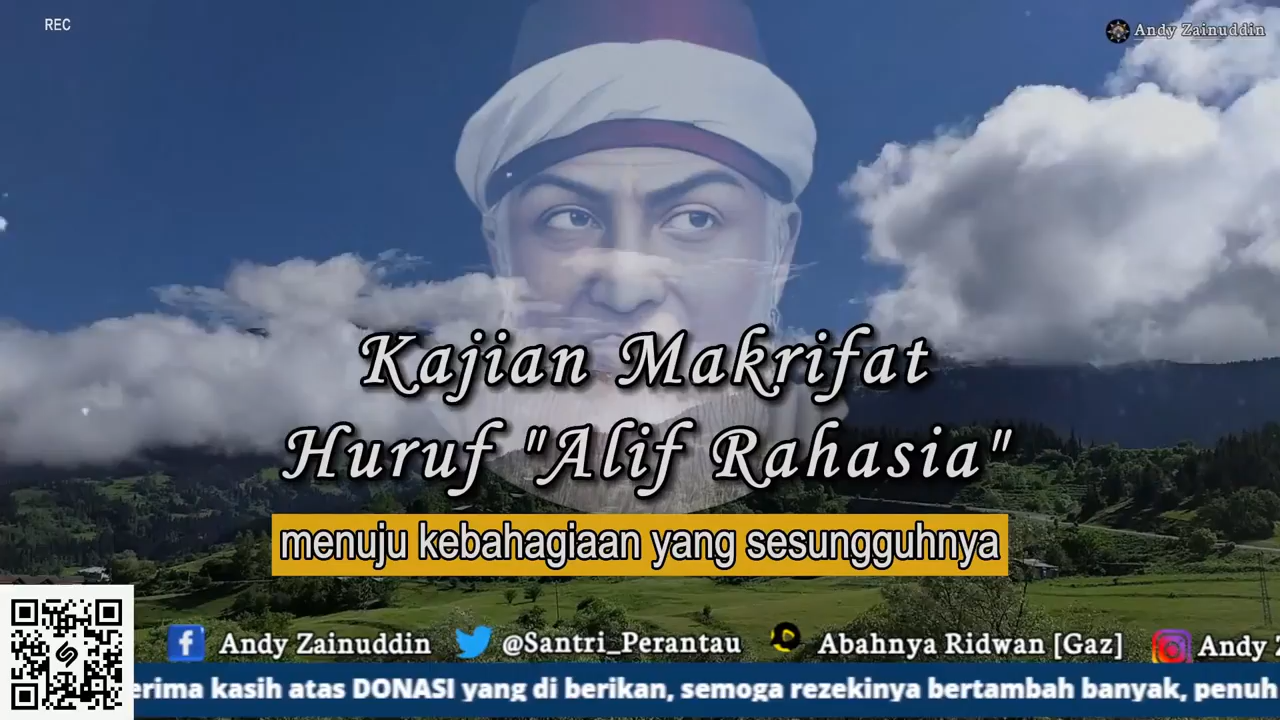 REC
Andy Zainuddin
Kajian Makrifat
Huruf "Alif Rahasia"
menuju kebahagiaan yang sesungguhnya
Andy Zainuddin @Santri_Perantau Abahnya Ridwan [Gaz] Andy
erima kasih atas DONASI yang di berikan, semoga rezekinya bertambah banyak, penuh